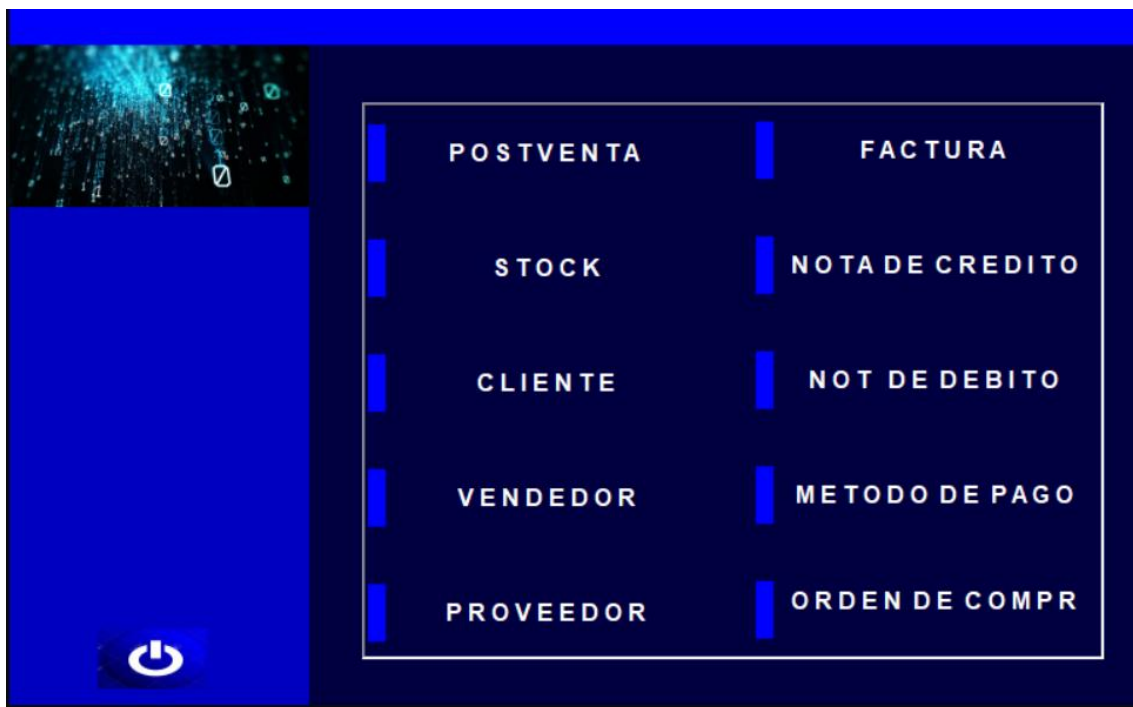 POSTVENTA
FACTURA
STOCK
NOTA DE CREDITO
CLIENTE
NOT DE DEBITO
VENDEDOR
METODO DE PAGO
PROVEEDOR
ORDEN DE COMPR